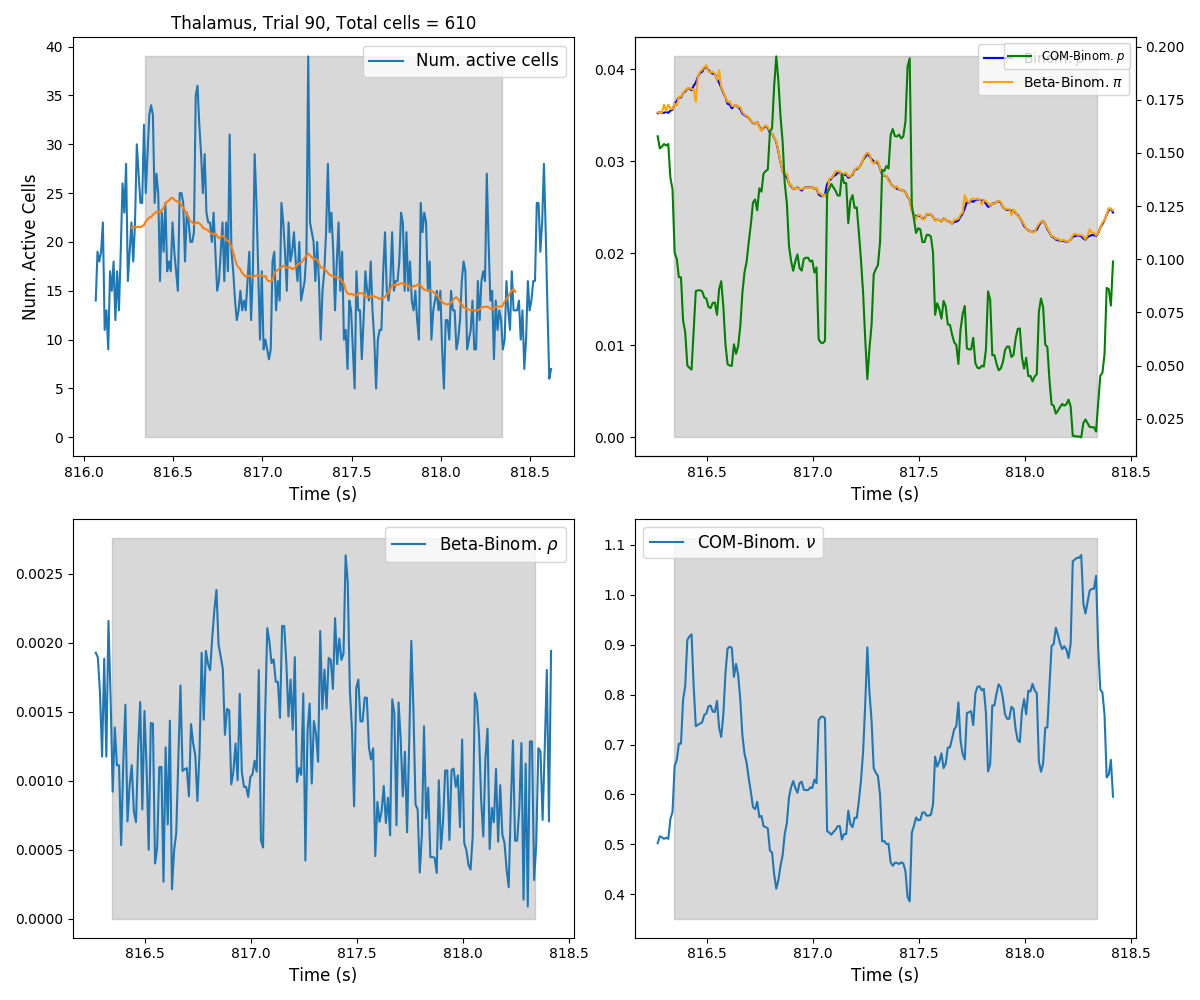 Thalamus, Trial 90, Total cells = 610
Num. Active Cells
40
35
30
25
20
15
10
5
0
Num. active cells
816.0 816.5 817.0 817.5 818.0 818.5
Time (s)
0.04
0.03
0.02
0.01
0.00
COM-Binom. p
Beta-Binom. π
0.200
0.175
0.150
0.125
0.100
0.075
0.050
0.025
816.5 817.0 817.5 818.0 818.5
Time (s)
0.0025
0.0020
0.0015
0.0010
0.0005
0.0000
Beta-Binom. ρ
816.5 817.0 817.5 818.0 818.5
Time (s)
1.1
1.0
0.9
0.8
0.7
0.6
0.5
0.4
COM-Binom. ν
816.5 817.0 817.5 818.0 818.5
Time (s)